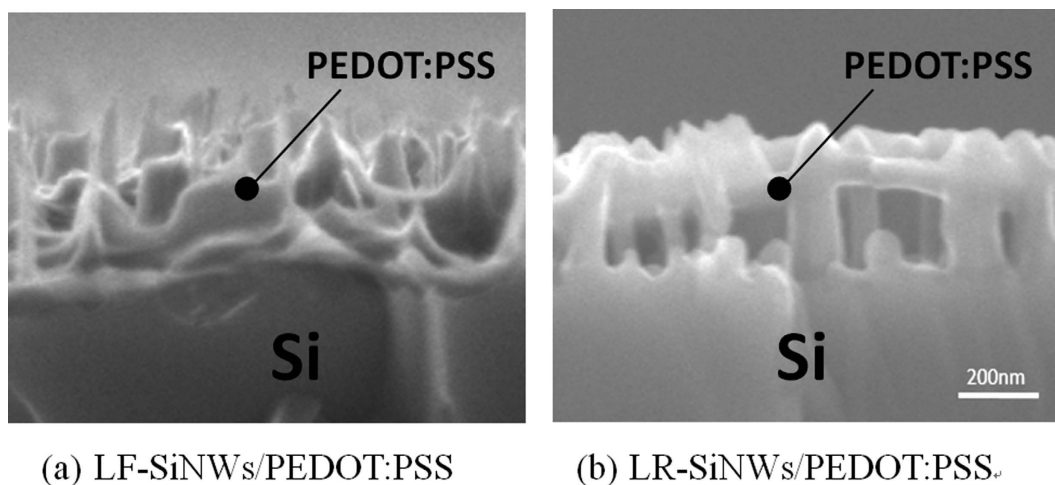 PEDOT:PSS
PEDOT:PSS
Si
Si
200nm
(a) LF-SiNWs/PEDOT:PSS
(b) LR-SiNWs/PEDOT:PSS